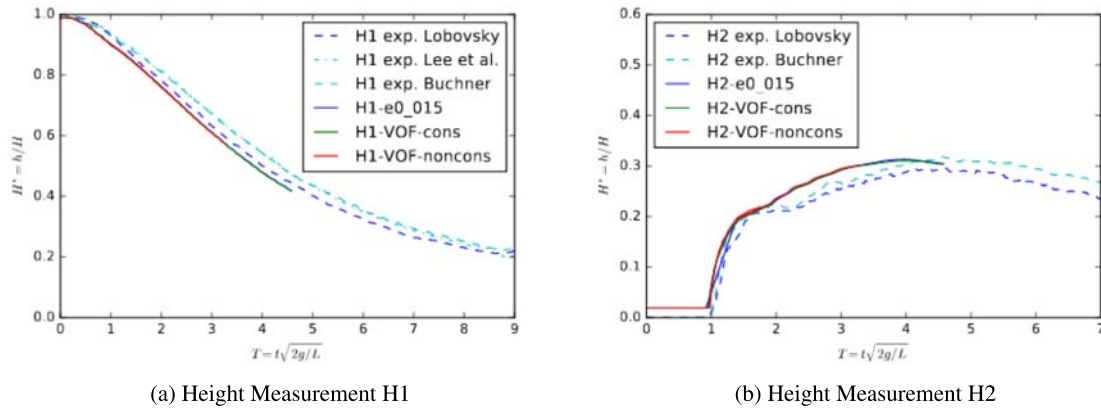 1.0
0.8
0.6
0.4
0.2
0.0
H* = h/H
0 1 2 3 4 5 6 7 8 9
T = t√2g/L
H1 exp. Lobovsky
H1 exp. Lee et al.
H1 exp. Buchner
H1-e0_015
H1-VOF-cons
H1-VOF-noncons
(a) Height Measurement H1
0.6
0.5
0.4
0.3
0.2
0.1
0.0
H* = h/H
0 1 2 3 4 5 6 7
T = t√2g/L
H2 exp. Lobovsky
H2 exp. Buchner
H2-e0_015
H2-VOF-cons
H2-VOF-noncons
(b) Height Measurement H2